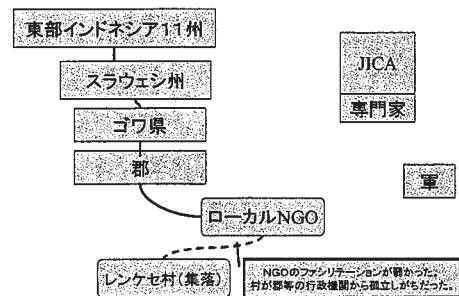 東部インドネシア11州
スラウェシ州
ゴワ県
郡
ローカルNGO
レンケセ村(集落)
JICA
専門家
軍
NGOのファシリテーションが弱かった。
村が郡等の行政機関から孤立しがちだった。